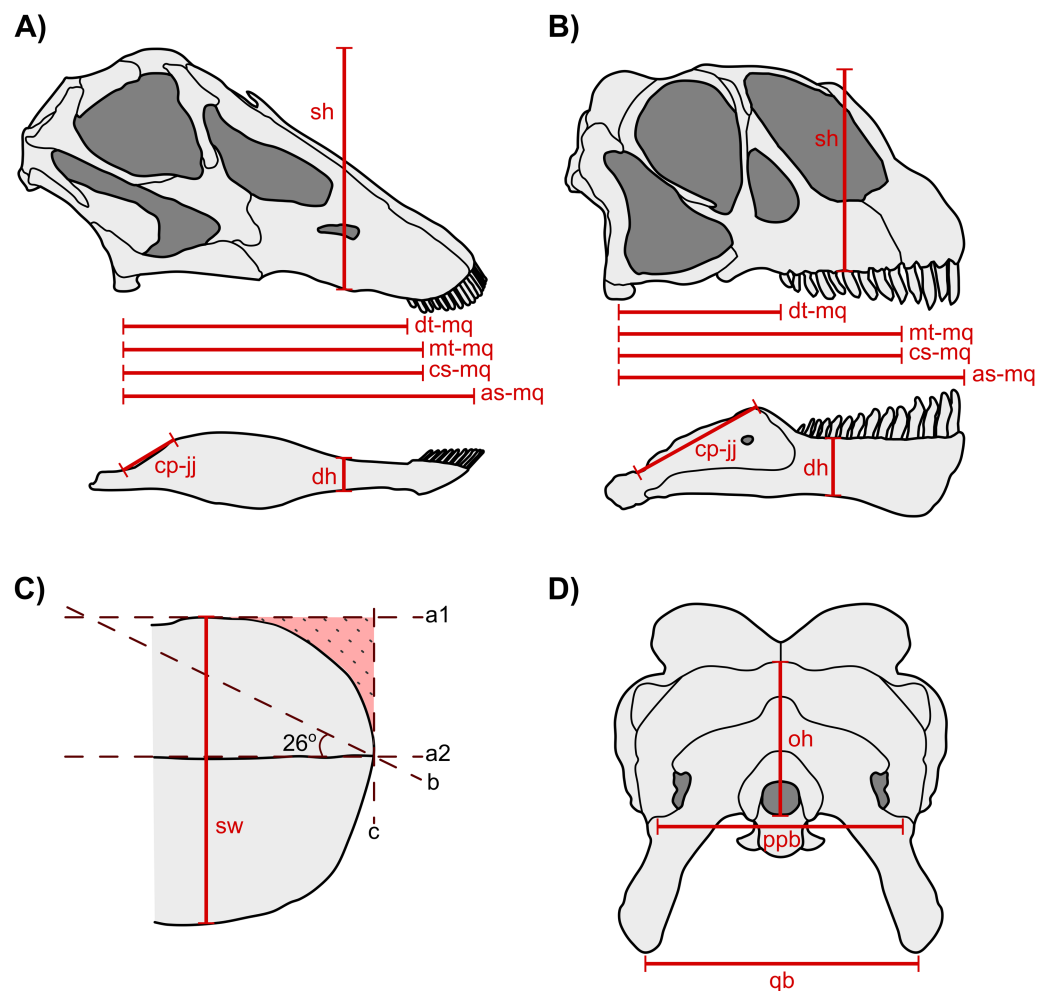 A)
B)
sh
sh
dt-mq
mt-mq
cs-mq
as-mq
dt-mq
mt-mq
cs-mq
as-mq
cp-jj
dh
cp-jj
dh
C)
D)
a1
26º
a2
b
c
sw
oh
ppb
qb